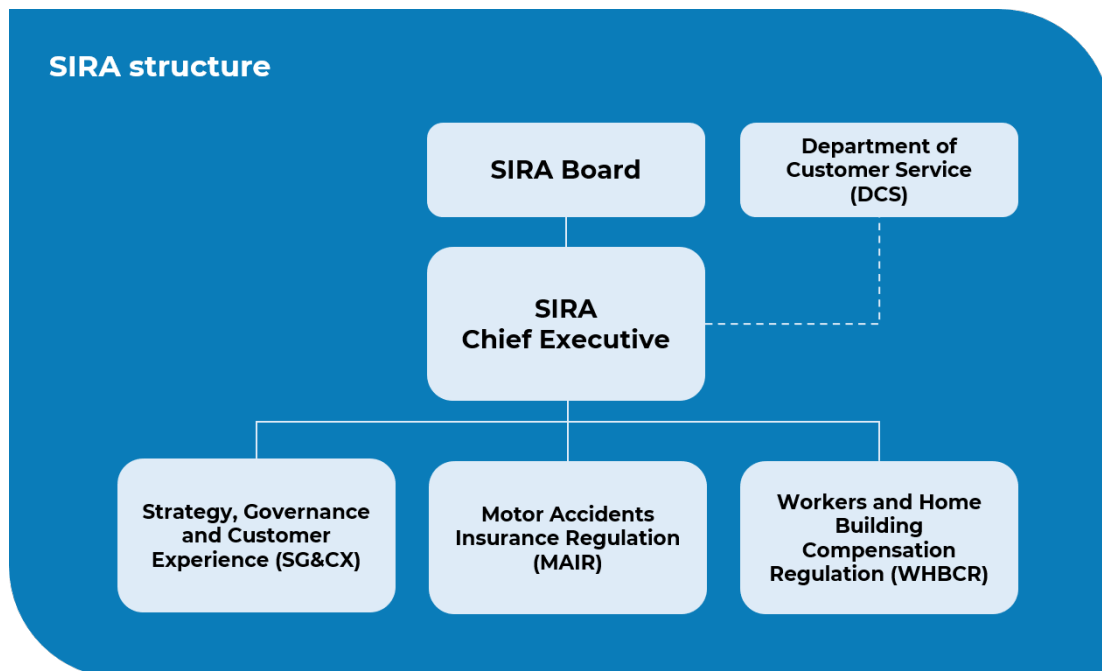 SIRA structure
SIRA Board
Department of
Customer Service
(DCS)
SIRA
Chief Executive
Strategy, Governance
and Customer
Experience (SG&CX)
Motor Accidents
Insurance Regulation
(MAIR)
Workers and Home
Building
Compensation
Regulation (WHBCR)